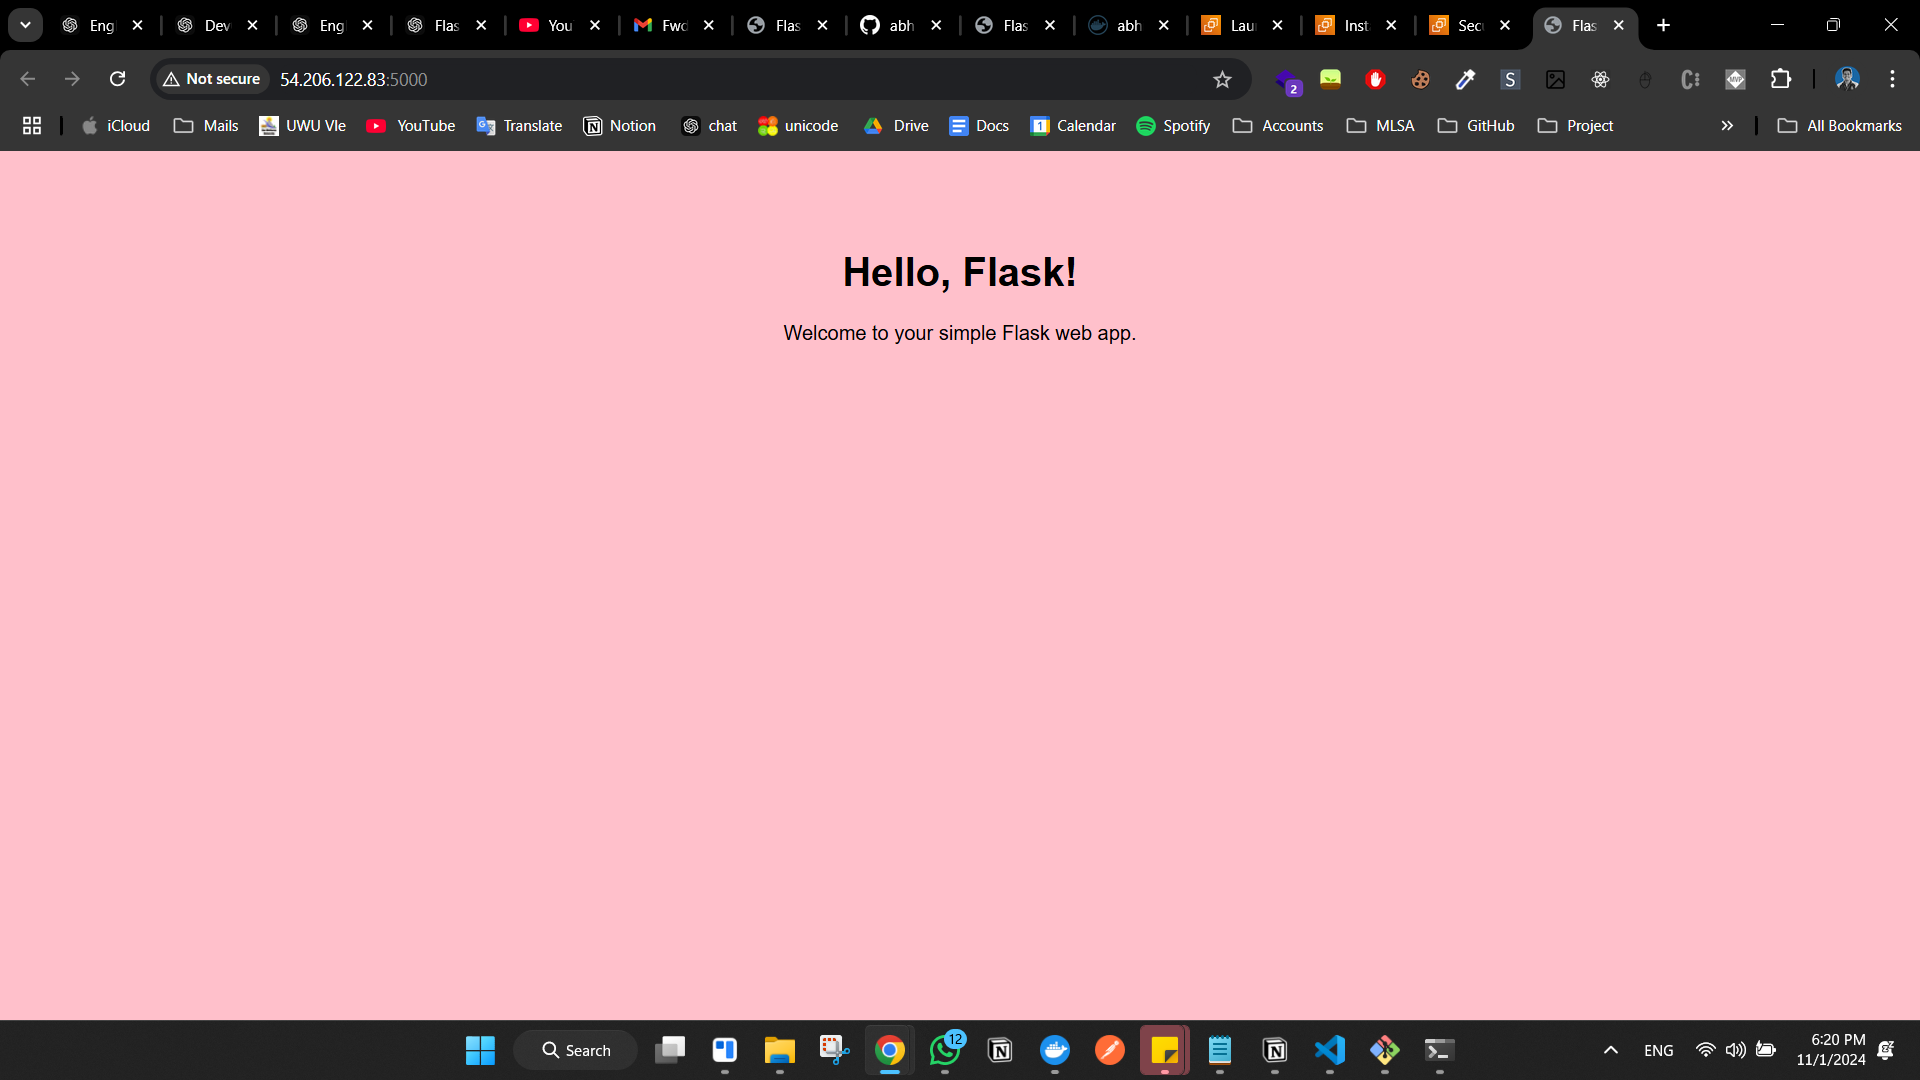 Eng
Dev
Eng
Flas
You
Fwd
Flas
abh
Flas
abh
Lau
Inst
Sec
Flas
Not secure
54.206.122.83:5000
2
S
iCloud
Mails
UWU Vle
YouTube
Translate
Notion
chat
unicode
Drive
Docs
Calendar
Spotify
Accounts
MLSA
GitHub
Project
All Bookmarks
Hello, Flask!
Welcome to your simple Flask web app.
Search
12
ENG
6:20 PM
11/1/2024